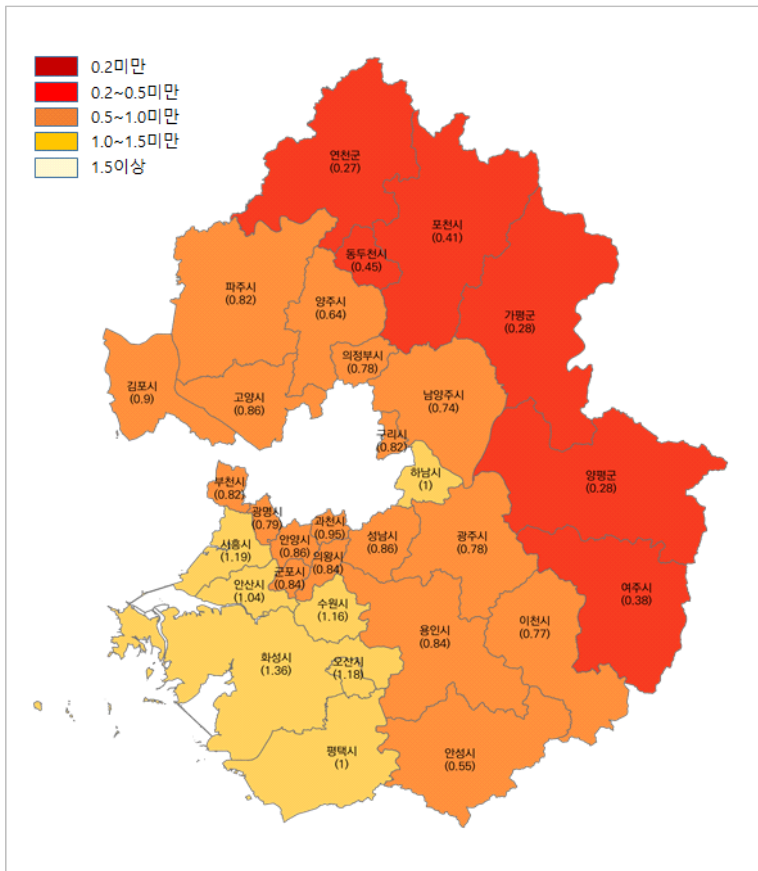 0.2미만
0.2~0.5미만
0.5~1.0미만
1.0~1.5미만
1.5이상
연천군
(0.27)
포천시
(0.41)
동두천시
(0.45)
파주시
(0.82)
양주시
(0.64)
가평군
(0.28)
의정부시
(0.78)
김포시
(0.9)
고양시
(0.86)
남양주시
(0.74)
구리시
(0.82)
하남시
(1)
양평군
(0.28)
부천시
(0.82)
광명시
(0.79)
과천시
(0.95)
안양시
(0.86)
성남시
(0.86)
광주시
(0.78)
시흥시
(1.19)
의왕시
(0.84)
군포시
(0.84)
안산시
(1.04)
수원시
(1.16)
여주시
(0.38)
이천시
(0.77)
용인시
(0.84)
화성시
(1.36)
오산시
(1.18)
평택시
(1)
안성시
(0.55)